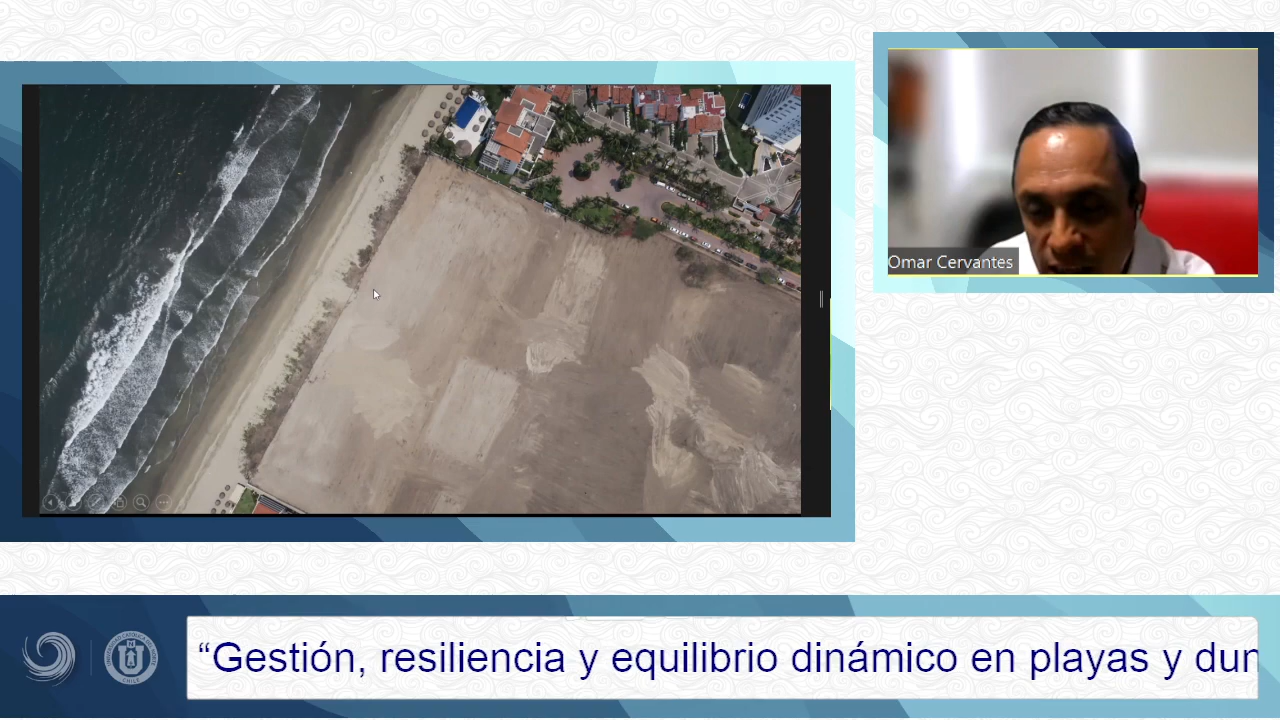 Omar Cervantes
“Gestión, resiliencia y equilibrio dinámico en playas y dun